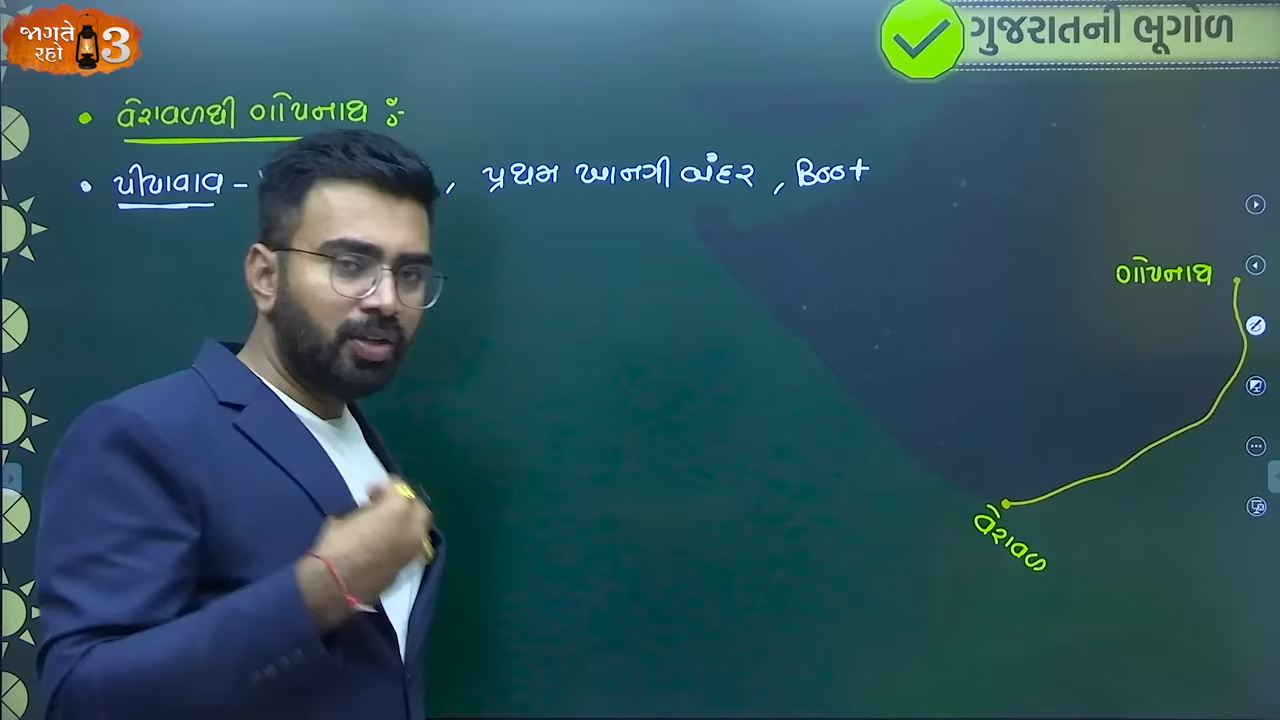 જાગતે
રહો 3
ગુજરાતની ભૂગોળ
વેરાવળથી ગોપનાથ :-
પીપાવાવ - , પ્રથમ ખાનગી બંદર , Boot
ગોપનાથ
વેરાવળ